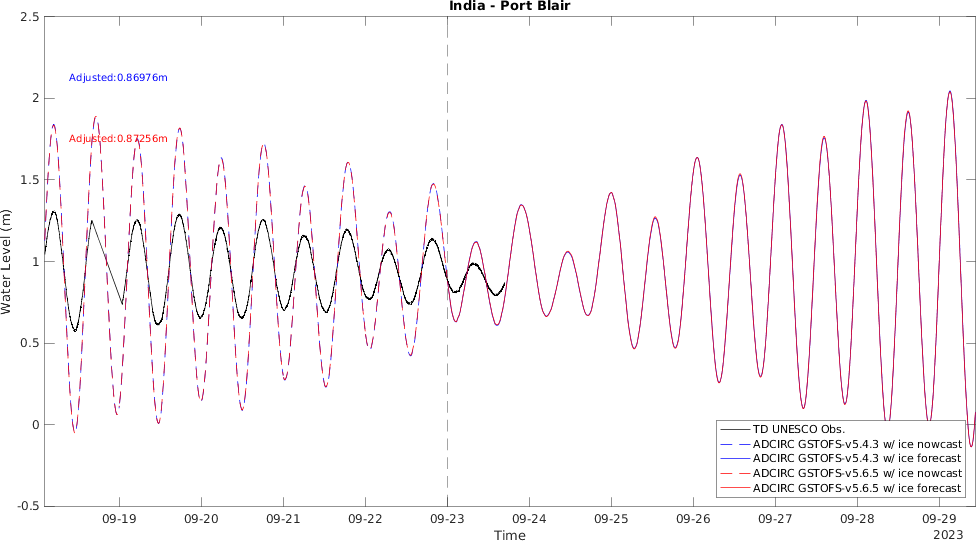 India - Port Blair
2.5
2
1.5
1
0.5
0
-0.5
Water Level (m)
Adjusted:0.86976m
Adjusted:0.87256m
TD UNESCO Obs.
ADCIRC GSTOFS-v5.4.3 w/ ice nowcast
ADCIRC GSTOFS-v5.4.3 w/ ice forecast
ADCIRC GSTOFS-v5.6.5 w/ ice nowcast
ADCIRC GSTOFS-v5.6.5 w/ ice forecast
09-19 09-20 09-21 09-22 09-23 09-24 09-25 09-26 09-27 09-28 09-29
Time
2023